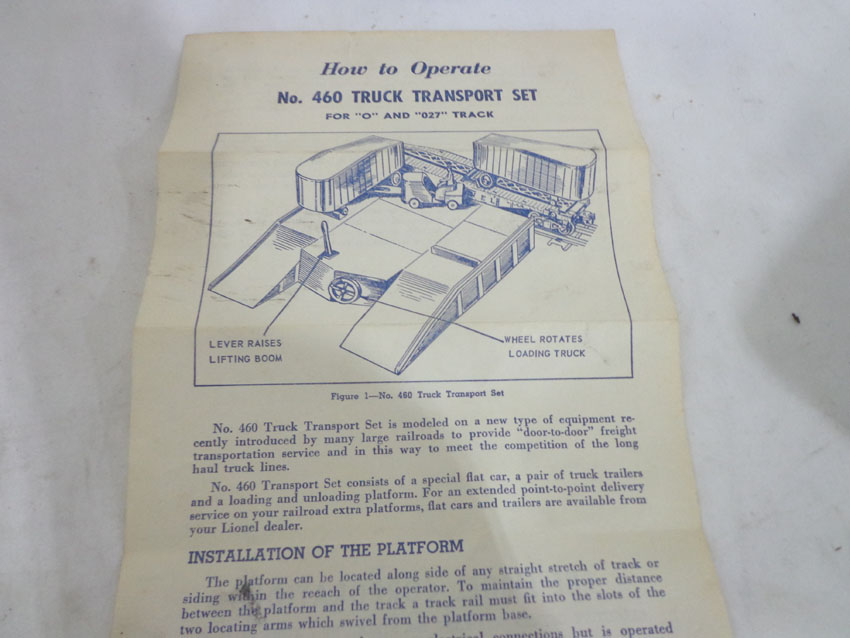 How to Operate
No. 460 TRUCK TRANSPORT SET
FOR "O" AND "027" TRACK
LEVER RAISES
LIFTING BOOM
WHEEL ROTATES
LOADING TRUCK
Figure 1—No. 460 Truck Transport Set
No. 460 Truck Transport Set is modeled on a new type of equipment re-
cently introduced by many large railroads to provide "door-to-door" freight
transportation service and in this way to meet the competition of the long
haul truck lines.
No. 460 Transport Set consists of a special flat car, a pair of truck trailers
and a loading and unloading platform. For an extended point-to-point delivery
service on your railroad extra platforms, flat cars and trailers are available from
your Lionel dealer.
INSTALLATION OF THE PLATFORM
The platform can be located along side of any straight stretch of track or
siding within the reeach of the operator. To maintain the proper distance
between the platform and the track a track rail must fit into the slots of the
two locating arms which swivel from the platform base.
electrical connections but is operated